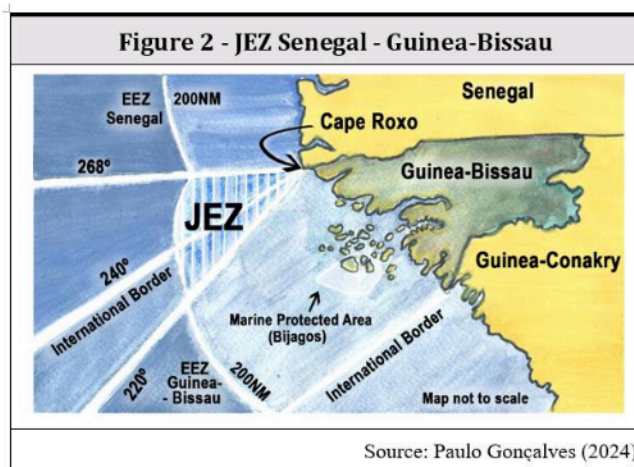 Figure 2 - JEZ Senegal - Guinea-Bissau
EEZ
Senegal
200NM
Senegal
Cape Roxo
268º
Guinea-Bissau
JEZ
240º
International Border
Guinea-Conakry
Marine Protected Area
(Bijagos)
International Border
220º
EEZ
Guinea-
- Bissau
200NM
Map not to scale
Source: Paulo Gonçalves (2024)